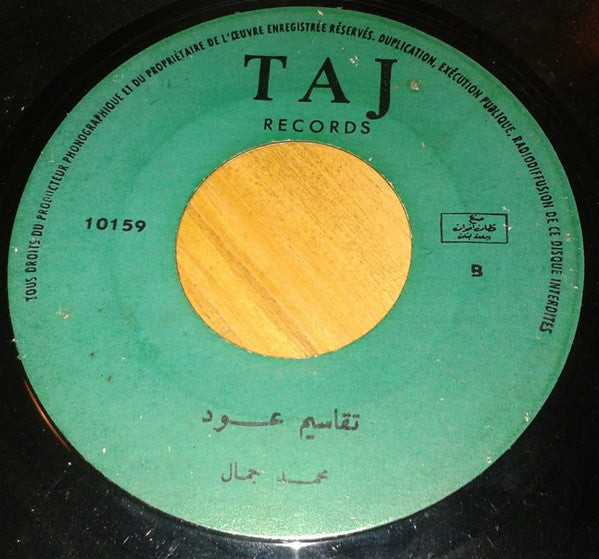 TOUS DROITS DU PRODUCTEUR PHONOGRAPHIQUE ET DU PROPRIÉTAIRE DE L'ŒUVRE ENREGISTRÉE RÉSERVÉS. DUPLICATION, EXÉCUTION PUBLIQUE, RADIODIFFUSION DE CE DISQUE INTERDITES
TAJ
RECORDS
10159
صنع
B
تقاسيم عود
محمد جمال